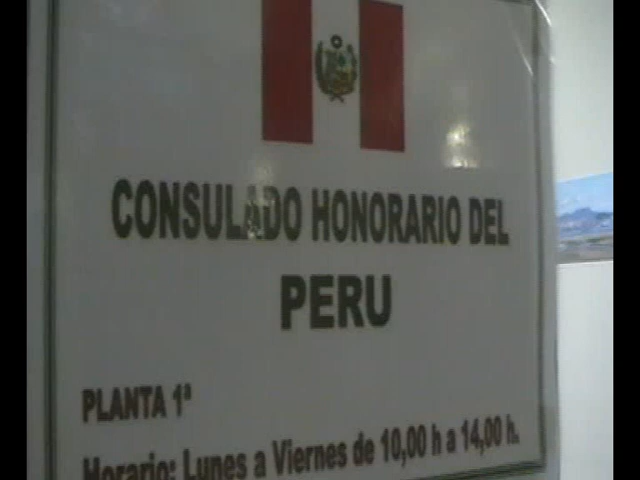 CONSULADO HONORARIO DEL
PERU
PLANTA 1ª
Horario: Lunes a Viernes de 10,00 h a 14,00 h.